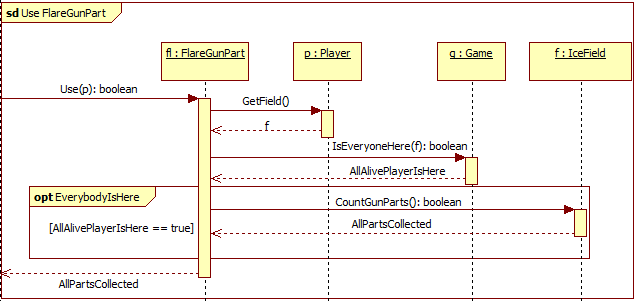 sd Use FlareGunPart
fl : FlareGunPart
p : Player
g : Game
f : IceField
Use(p): boolean
GetField()
f
IsEveryoneHere(f): boolean
AllAlivePlayerIsHere
opt EverybodyIsHere
CountGunParts(): boolean
[AllAlivePlayerIsHere == true]
AllPartsCollected
AllPartsCollected